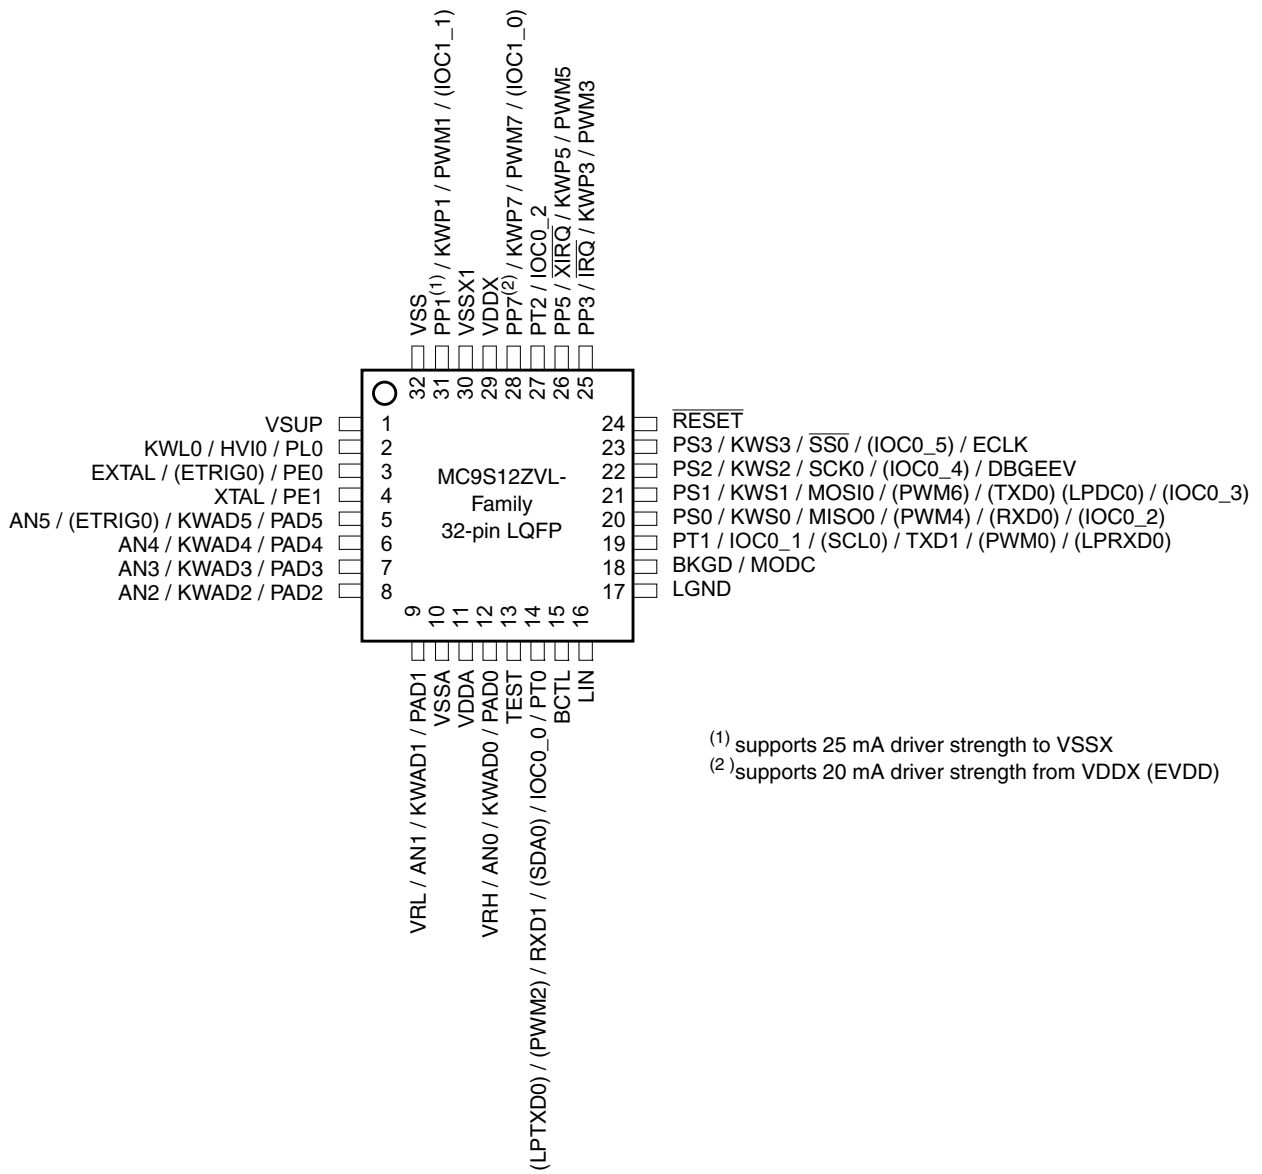 PP1(1) / KWP1 / PWM1 / (IOC1_1)
PP7(2) / KWP7 / PWM7 / (IOC1_0)
PP5 / XIRQ / KWP5 / PWM5
PP3 / IRQ / KWP3 / PWM3
VSS
VSSX1
VDDX
PT2 / IOC0_2
32 31 30 29 28 27 26 25
VSUP 1
KWL0 / HVI0 / PL0 2
EXTAL / (ETRIG0) / PE0 3
XTAL / PE1 4
AN5 / (ETRIG0) / KWAD5 / PAD5 5
AN4 / KWAD4 / PAD4 6
AN3 / KWAD3 / PAD3 7
AN2 / KWAD2 / PAD2 8
MC9S12ZVL-
Family
32-pin LQFP
24 RESET
23 PS3 / KWS3 / SS0 / (IOC0_5) / ECLK
22 PS2 / KWS2 / SCK0 / (IOC0_4) / DBGEEV
21 PS1 / KWS1 / MOSI0 / (PWM6) / (TXD0) (LPDC0) / (IOC0_3)
20 PS0 / KWS0 / MISO0 / (PWM4) / (RXD0) / (IOC0_2)
19 PT1 / IOC0_1 / (SCL0) / TXD1 / (PWM0) / (LPRXD0)
18 BKGD / MODC
17 LGND
9 10 11 12 13 14 15 16
VRL / AN1 / KWAD1 / PAD1
VSSA
VDDA
VRH / AN0 / KWAD0 / PAD0
TEST
(LPTXD0) / (PWM2) / RXD1 / (SDA0) / IOC0_0 / PT0
BCTL
LIN
(1) supports 25 mA driver strength to VSSX
(2 )supports 20 mA driver strength from VDDX (EVDD)